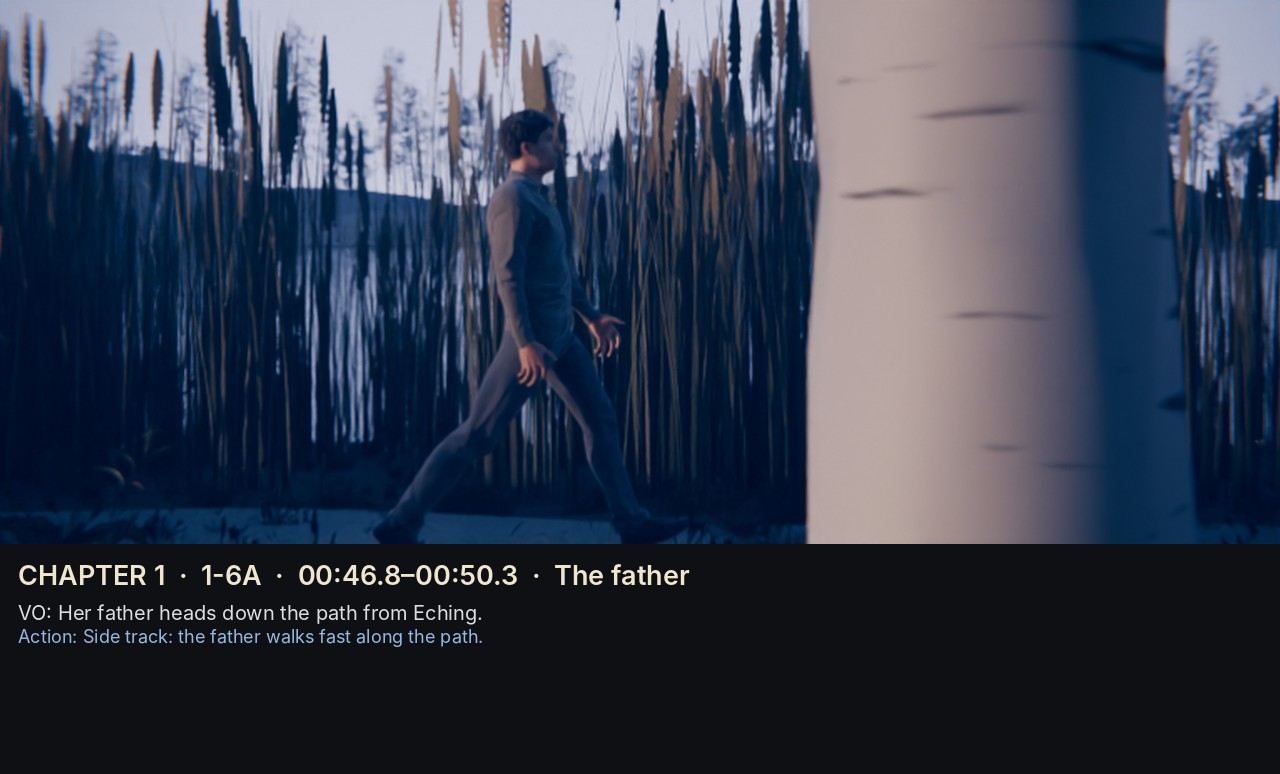 CHAPTER 1 · 1-6A · 00:46.8–00:50.3 · The father
VO: Her father heads down the path from Eching.
Action: Side track: the father walks fast along the path.